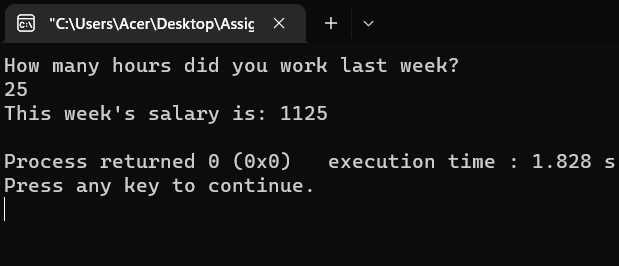 "C:\Users\Acer\Desktop\Assig
How many hours did you work last week?
25
This week's salary is: 1125
Process returned 0 (0x0)   execution time : 1.828 s
Press any key to continue.